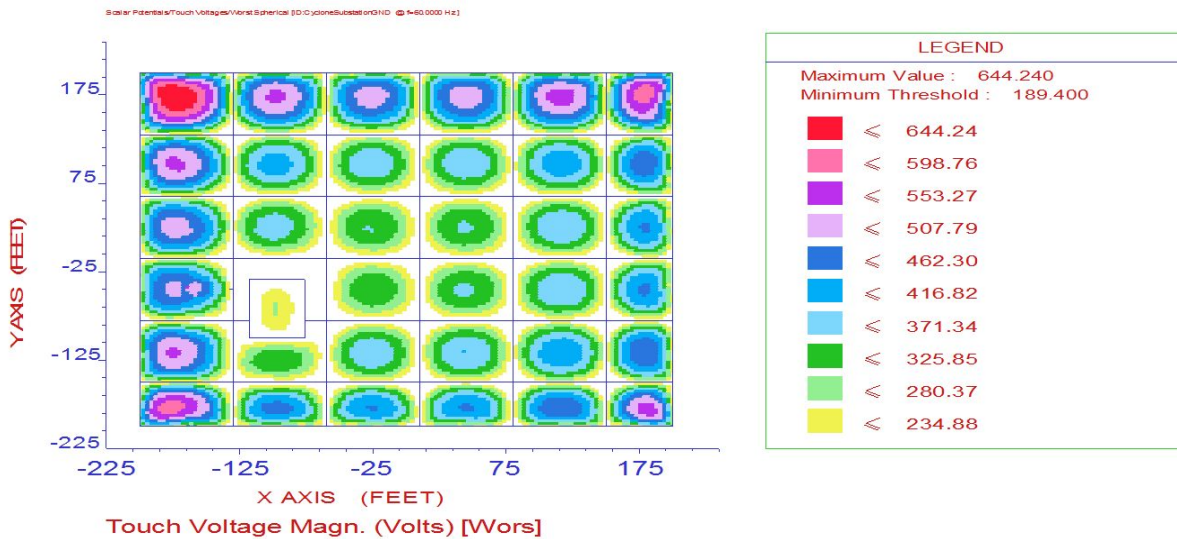 Scalar Potentials/Touch Voltages/Worst Spherical [ID:CycloneSubstationGND @ f=60.0000 Hz]
LEGEND
Maximum Value : 644.240
Minimum Threshold : 189.400
≤ 644.24
≤ 598.76
≤ 553.27
≤ 507.79
≤ 462.30
≤ 416.82
≤ 371.34
≤ 325.85
≤ 280.37
≤ 234.88
Y AXIS (FEET)
175
75
-25
-125
-225
-225 -125 -25 75 175
X AXIS (FEET)
Touch Voltage Magn. (Volts) [Wors]